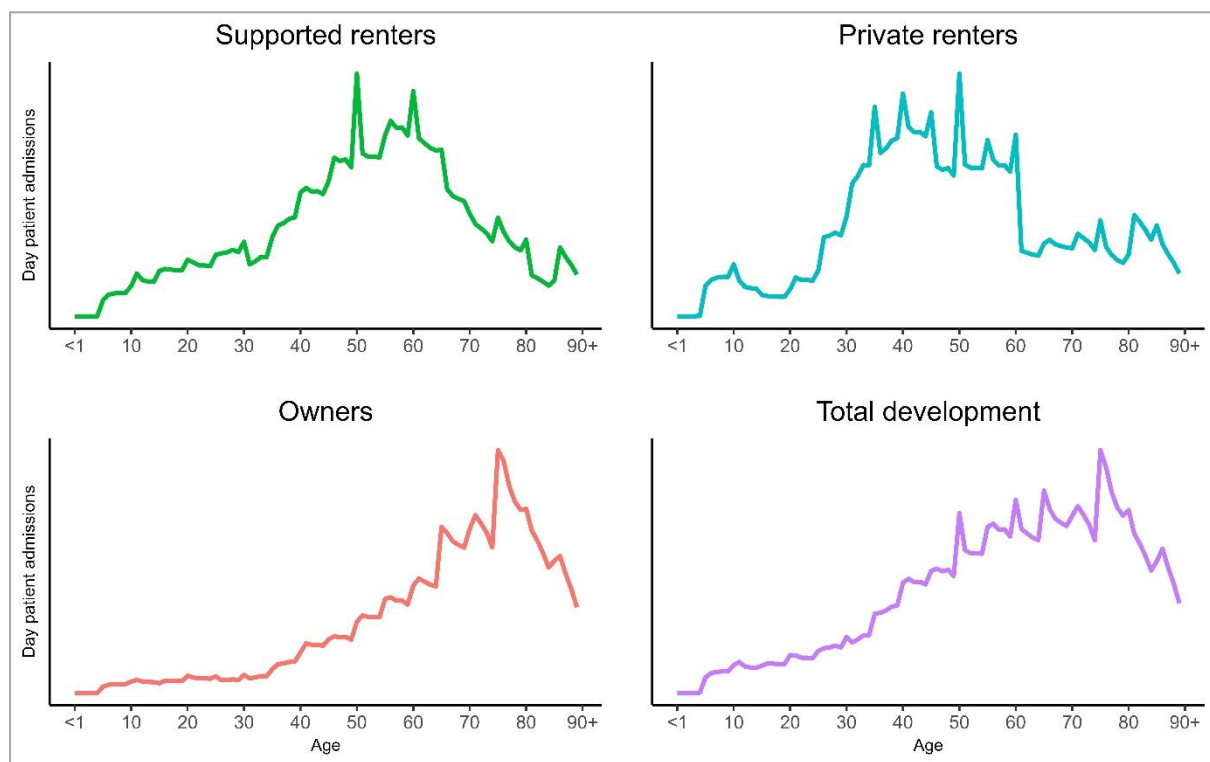 Supported renters
Private renters
Day patient admissions
<1 10 20 30 40 50 60 70 80 90+
<1 10 20 30 40 50 60 70 80 90+
Owners
Total development
Day patient admissions
<1 10 20 30 40 50 60 70 80 90+
<1 10 20 30 40 50 60 70 80 90+
Age
Age